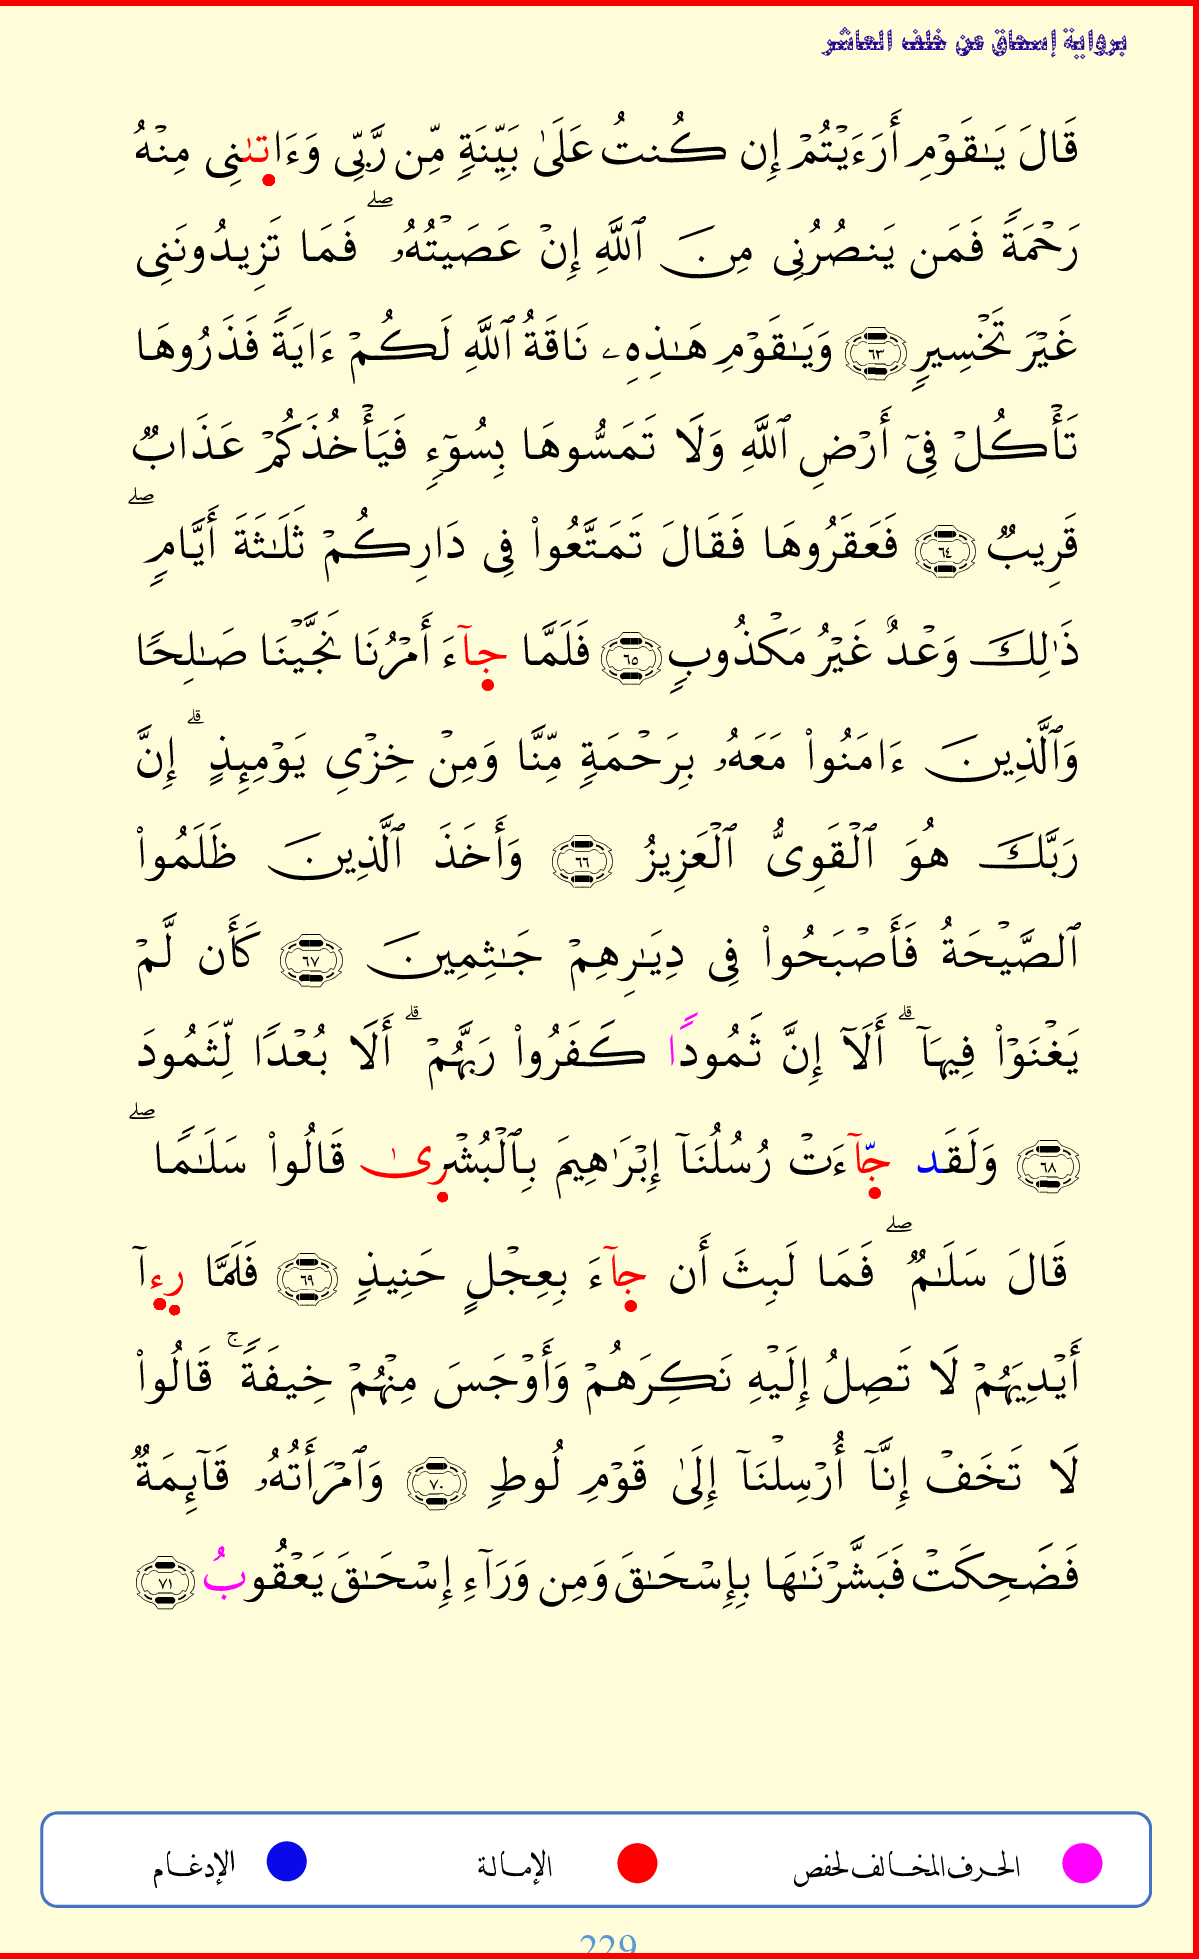 برواية إسحاق عن خلف العاشر
قَالَ يَـٰقَوْمِ أَرَءَيْتُمْ إِن كُنتُ عَلَىٰ بَيِّنَةٍ مِّن رَّبِّى وَءَاتَىٰنِى مِنْهُ
رَحْمَةً فَمَن يَنصُرُنِى مِنَ ٱللَّهِ إِنْ عَصَيْتُهُۥ ۖ فَمَا تَزِيدُونَنِى
غَيْرَ تَخْسِيرٍ ٦٣ وَيَـٰقَوْمِ هَـٰذِهِۦ نَاقَةُ ٱللَّهِ لَكُمْ ءَايَةً فَذَرُوهَا
تَأْكُلْ فِىٓ أَرْضِ ٱللَّهِ وَلَا تَمَسُّوهَا بِسُوٓءٍ فَيَأْخُذَكُمْ عَذَابٌ
قَرِيبٌ ٦٤ فَعَقَرُوهَا فَقَالَ تَمَتَّعُوا۟ فِى دَارِكُمْ ثَلَـٰثَةَ أَيَّامٍ ۖ
ذَٰلِكَ وَعْدٌ غَيْرُ مَكْذُوبٍ ٦٥ فَلَمَّا جِآءَ أَمْرُنَا نَجَّيْنَا صَـٰلِحًا
وَٱلَّذِينَ ءَامَنُوا۟ مَعَهُۥ بِرَحْمَةٍ مِّنَّا وَمِنْ خِزْىِ يَوْمِئِذٍ ۗ إِنَّ
رَبَّكَ هُوَ ٱلْقَوِىُّ ٱلْعَزِيزُ ٦٦ وَأَخَذَ ٱلَّذِينَ ظَلَمُوا۟
ٱلصَّيْحَةُ فَأَصْبَحُوا۟ فِى دِيَـٰرِهِمْ جَـٰثِمِينَ ٦٧ كَأَن لَّمْ
يَغْنَوْا۟ فِيهَآ ۗ أَلَآ إِنَّ ثَمُودًا كَفَرُوا۟ رَبَّهُمْ ۗ أَلَا بُعْدًا لِّثَمُودَ
٦٨ وَلَقَد جِّآءَتْ رُسُلُنَآ إِبْرَٰهِيمَ بِٱلْبُشْرِىٰ قَالُوا۟ سَلَـٰمًا ۖ
قَالَ سَلَـٰمٌ ۖ فَمَا لَبِثَ أَن جِآءَ بِعِجْلٍ حَنِيذٍ ٦٩ فَلَمَّا رِءِآ
أَيْدِيَهُمْ لَا تَصِلُ إِلَيْهِ نَكِرَهُمْ وَأَوْجَسَ مِنْهُمْ خِيفَةً ۚ قَالُوا۟
لَا تَخَفْ إِنَّآ أُرْسِلْنَآ إِلَىٰ قَوْمِ لُوطٍ ٧٠ وَٱمْرَأَتُهُۥ قَآئِمَةٌ
فَضَحِكَتْ فَبَشَّرْنَـٰهَا بِإِسْحَـٰقَ وَمِن وَرَآءِ إِسْحَـٰقَ يَعْقُوبُ ٧١
الحرف المخالف لحفص الإمالة الإدغام
229